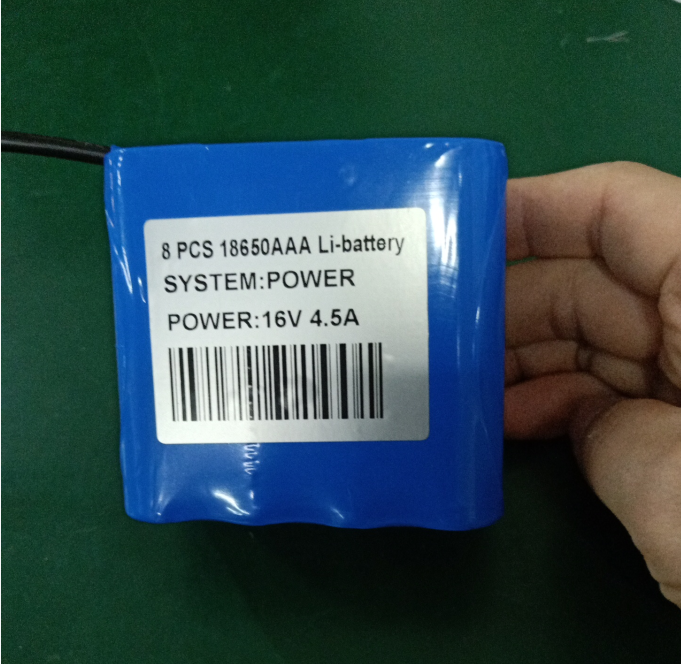 8 PCS 18650AAA Li-battery
SYSTEM:POWER
POWER:16V 4.5A